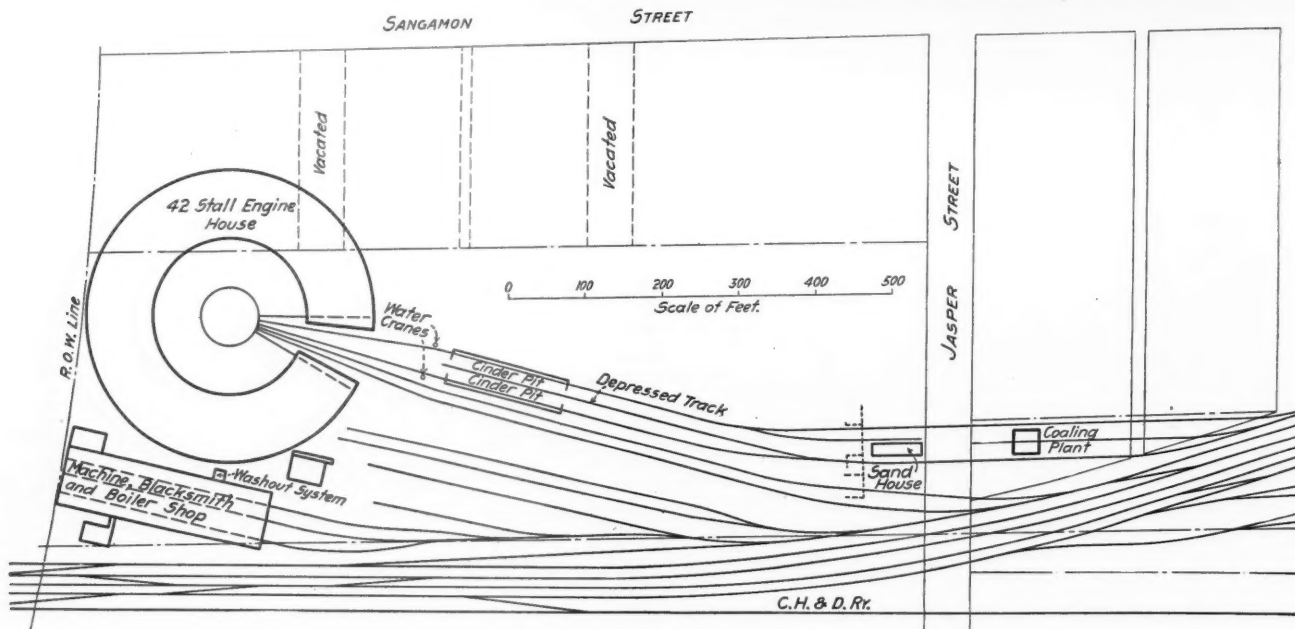 SANGAMON STREET
Vacated
Vacated
42 Stall Engine
House
0 100 200 300 400 500
Scale of Feet.
JASPER STREET
R.O.W. Line
Water
Cranes
Cinder Pit
Cinder Pit
Depressed Track
Coaling
Plant
Sand
House
Washout System
Machine, Blacksmith
and Boiler Shop
C.H. & D. RY.